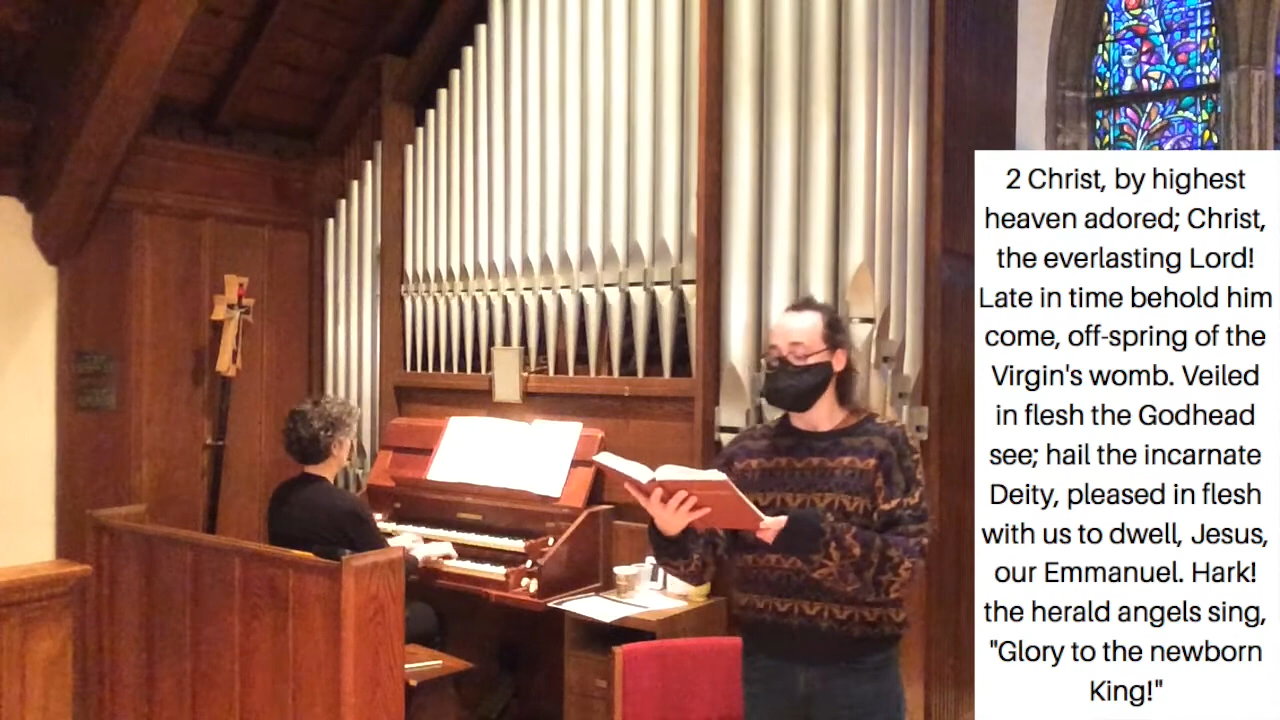 2 Christ, by highest
heaven adored; Christ,
the everlasting Lord!
Late in time behold him
come, off-spring of the
Virgin's womb. Veiled
in flesh the Godhead
see; hail the incarnate
Deity, pleased in flesh
with us to dwell, Jesus,
our Emmanuel. Hark!
the herald angels sing,
"Glory to the newborn
King!"